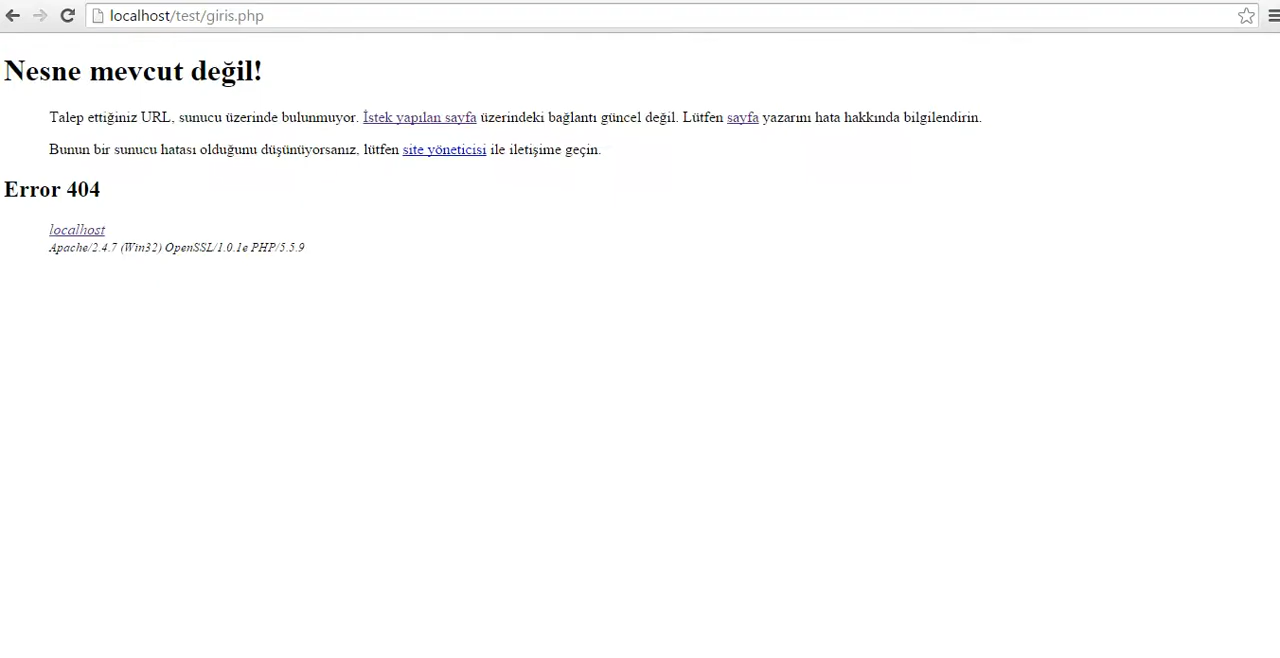 localhost/test/giris.php
Nesne mevcut değil!
Talep ettiğiniz URL, sunucu üzerinde bulunmuyor. İstek yapılan sayfa üzerindeki bağlantı güncel değil. Lütfen sayfa yazarını hata hakkında bilgilendirin.
Bunun bir sunucu hatası olduğunu düşünüyorsanız, lütfen site yöneticisi ile iletişime geçin.
Error 404
localhost
Apache/2.4.7 (Win32) OpenSSL/1.0.1e PHP/5.5.9